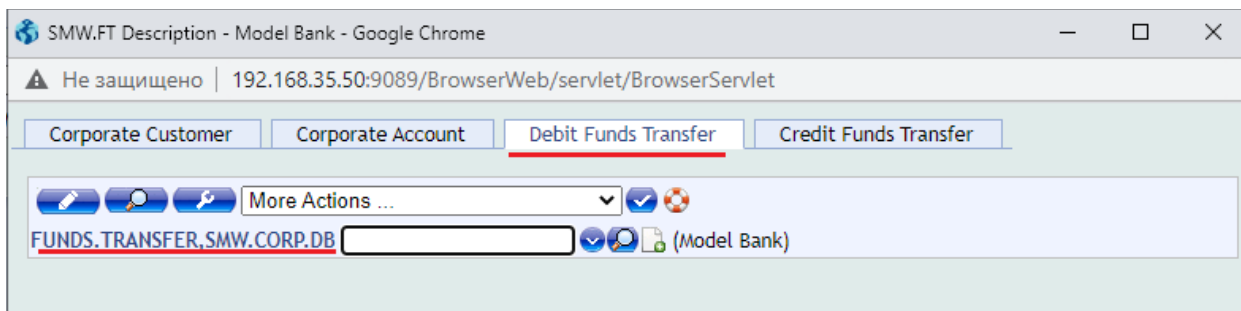 SMW.FT Description - Model Bank - Google Chrome
Не защищено | 192.168.35.50:9089/BrowserWeb/servlet/BrowserServlet
Corporate Customer Corporate Account Debit Funds Transfer Credit Funds Transfer
More Actions ...
FUNDS.TRANSFER,SMW.CORP.DB (Model Bank)